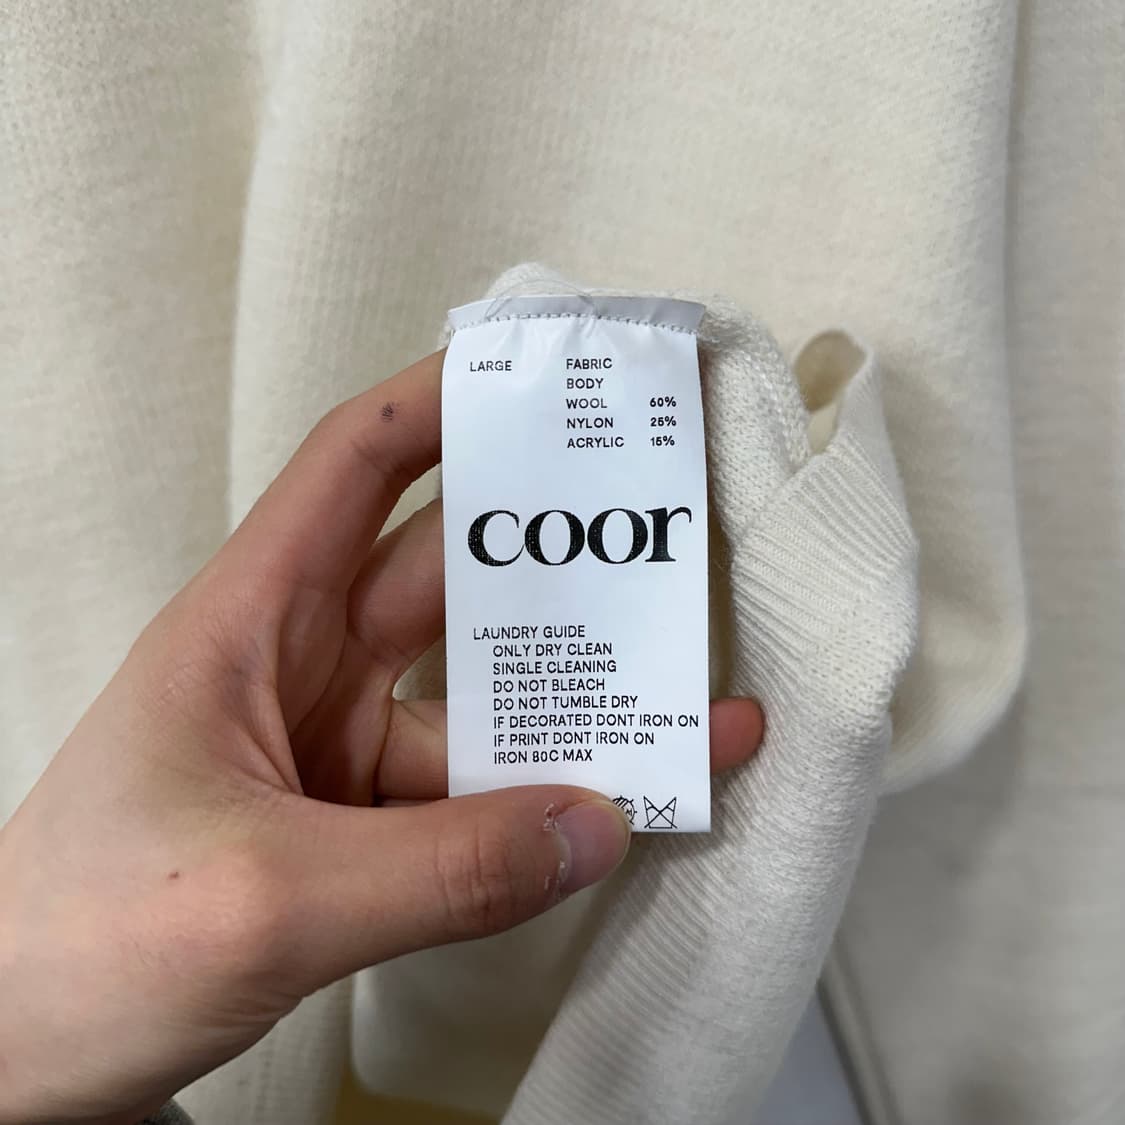 LARGE
FABRIC
BODY
WOOL 60%
NYLON 25%
ACRYLIC 15%
coor
LAUNDRY GUIDE
ONLY DRY CLEAN
SINGLE CLEANING
DO NOT BLEACH
DO NOT TUMBLE DRY
IF DECORATED DONT IRON ON
IF PRINT DONT IRON ON
IRON 80C MAX